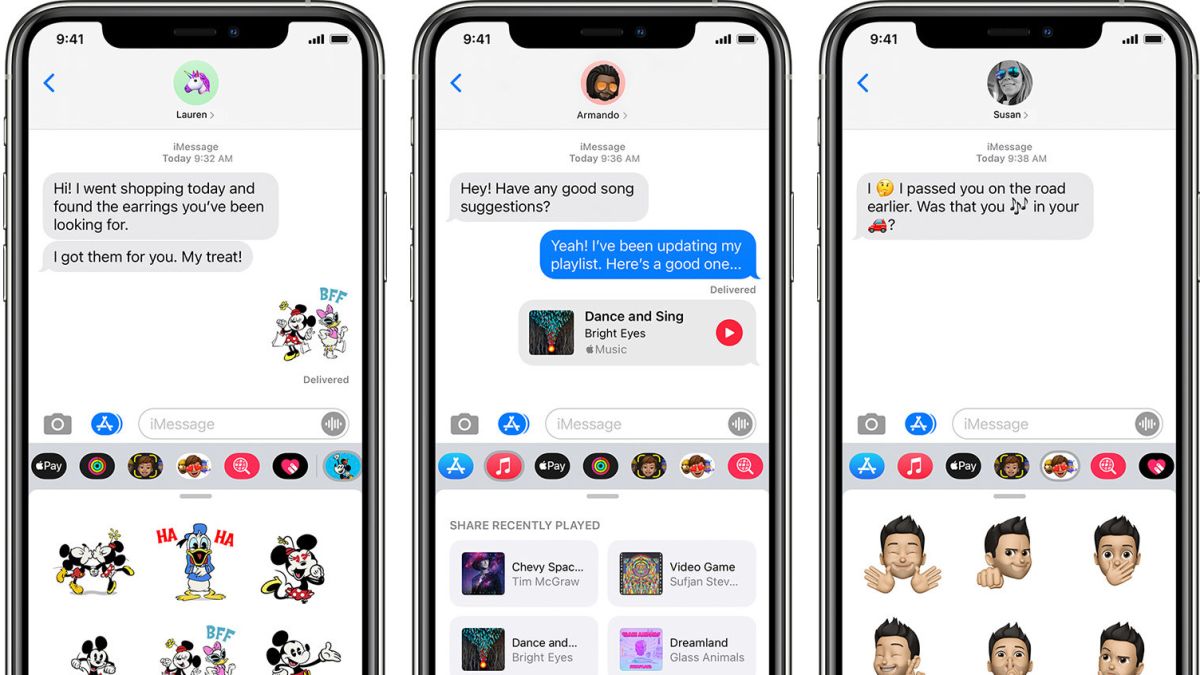 9:41
Lauren >
iMessage
Today 9:32 AM
Hi! I went shopping today and
found the earrings you’ve been
looking for.
I got them for you. My treat!
BFF
Delivered
iMessage
Pay
HA HA
BFF
9:41
Armando >
iMessage
Today 9:36 AM
Hey! Have any good song
suggestions?
Yeah! I’ve been updating my
playlist. Here’s a good one...
Delivered
Dance and Sing
Bright Eyes
Music
iMessage
Pay
SHARE RECENTLY PLAYED
Chevy Spac...
Tim McGraw
Video Game
Sufjan Stev...
Dance and...
Bright Eyes
Dreamland
Glass Animals
9:41
Susan >
iMessage
Today 9:38 AM
I 🤔 I passed you on the road
earlier. Was that you 🎶 in your
🚗?
iMessage
Pay